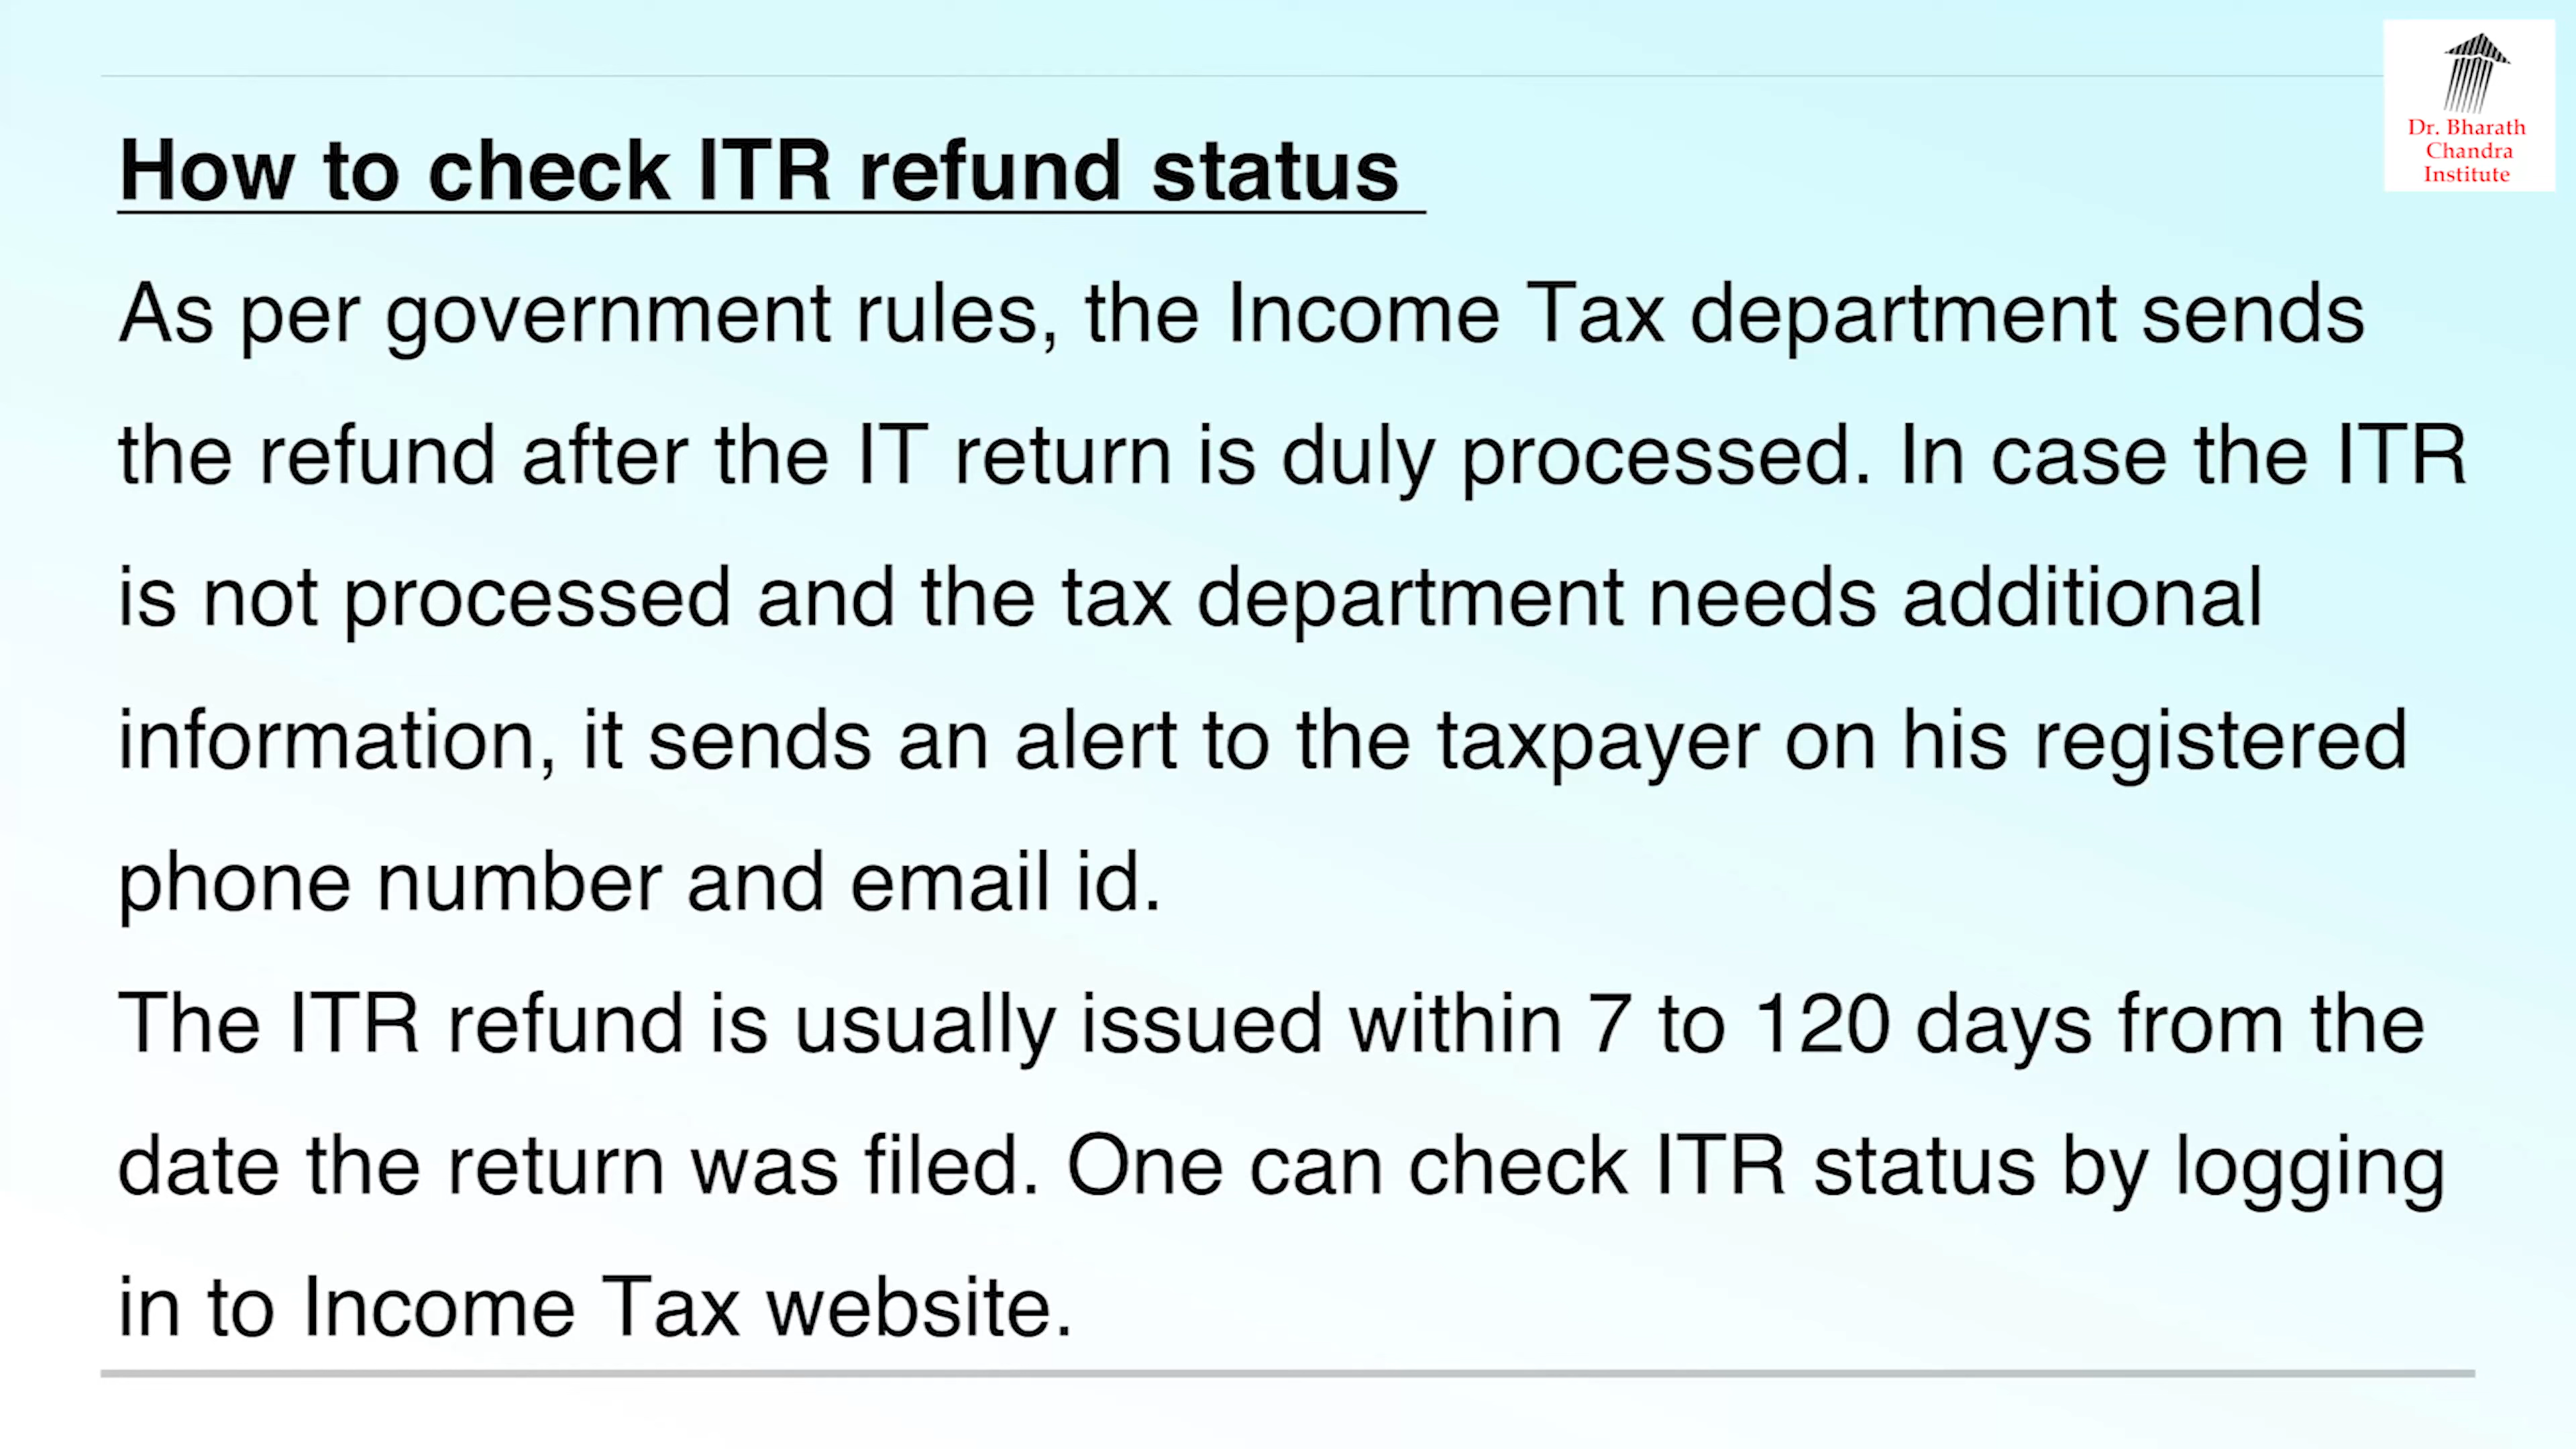 How to check ITR refund status
As per government rules, the Income Tax department sends
the refund after the IT return is duly processed. In case the ITR
is not processed and the tax department needs additional
information, it sends an alert to the taxpayer on his registered
phone number and email id.
The ITR refund is usually issued within 7 to 120 days from the
date the return was filed. One can check ITR status by logging
in to Income Tax website.
Dr. Bharath
Chandra
Institute